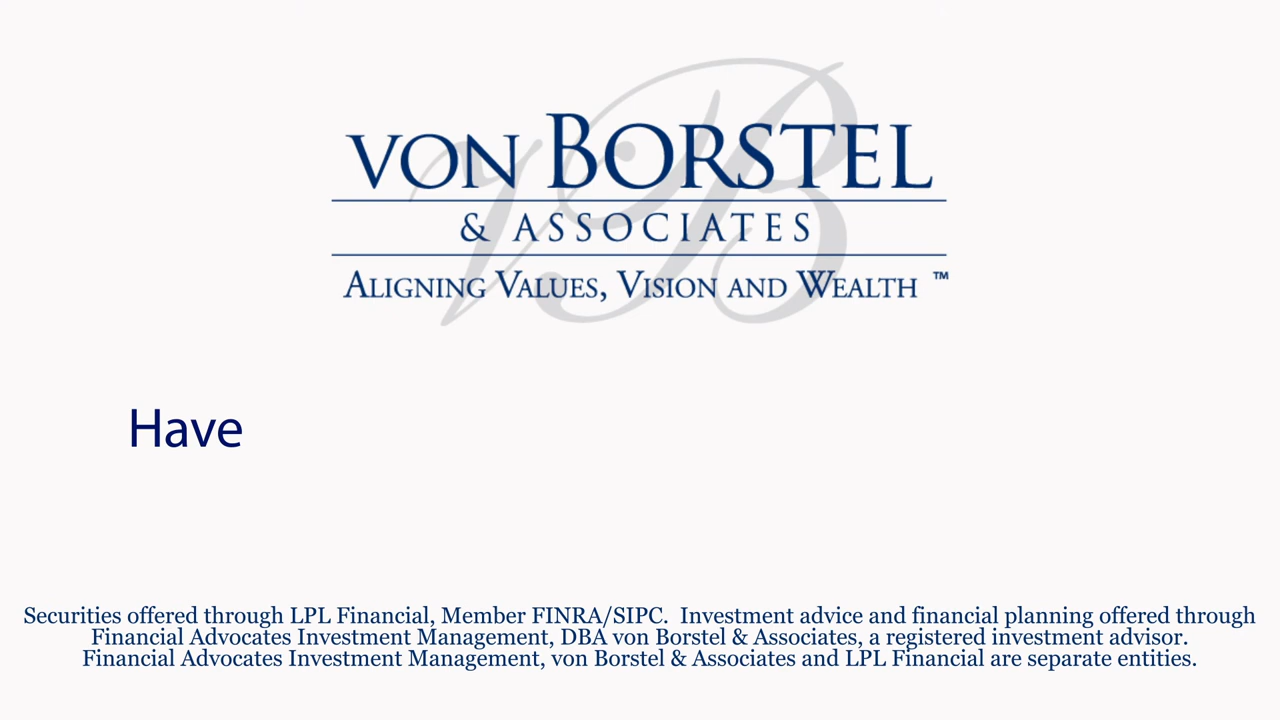 VON BORSTEL
& ASSOCIATES
ALIGNING VALUES, VISION AND WEALTH ™
Have
Securities offered through LPL Financial, Member FINRA/SIPC.  Investment advice and financial planning offered through
Financial Advocates Investment Management, DBA von Borstel & Associates, a registered investment advisor.
Financial Advocates Investment Management, von Borstel & Associates and LPL Financial are separate entities.